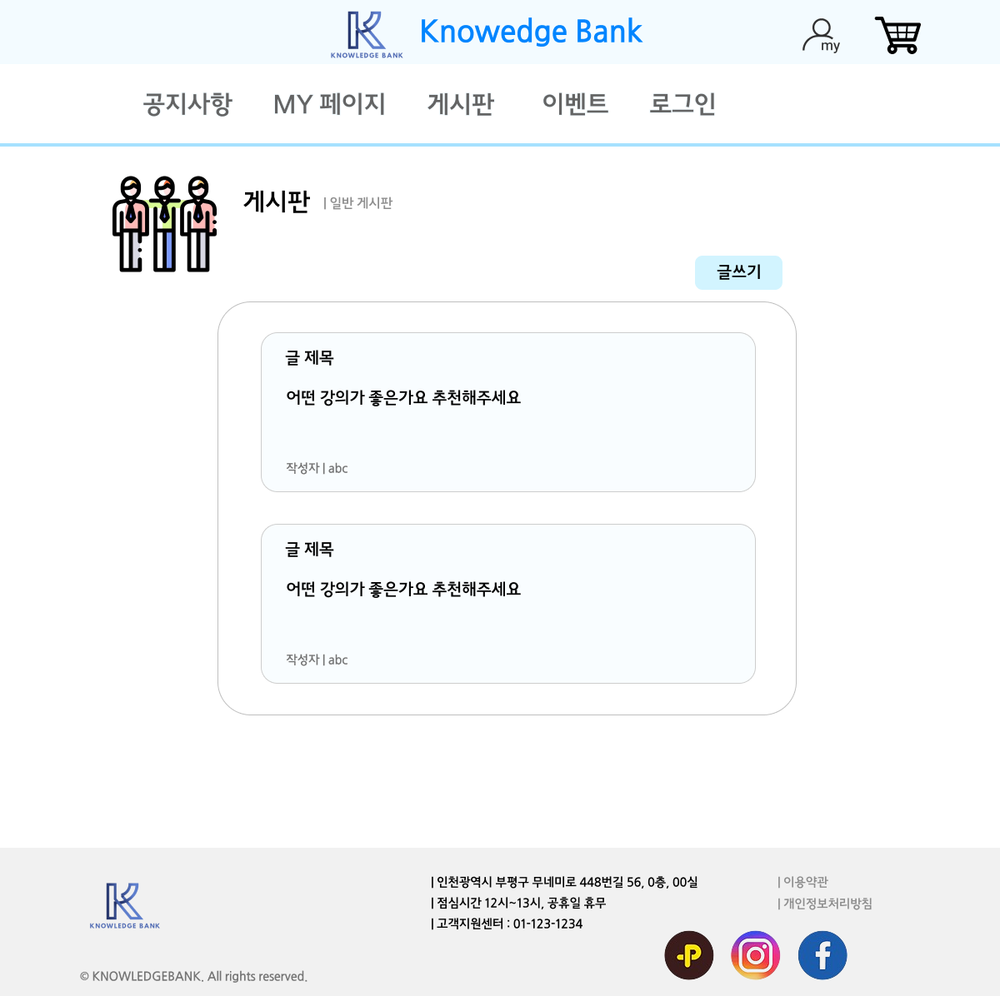 KNOWLEDGE BANK
Knowedge Bank
my
공지사항 MY 페이지 게시판 이벤트 로그인
게시판 | 일반 게시판
글쓰기
글 제목
어떤 강의가 좋은가요 추천해주세요
작성자 | abc
글 제목
어떤 강의가 좋은가요 추천해주세요
작성자 | abc
KNOWLEDGE BANK
© KNOWLEDGEBANK. All rights reserved.
| 인천광역시 부평구 무네미로 448번길 56, 0층, 00실
| 점심시간 12시~13시, 공휴일 휴무
| 고객지원센터 : 01-123-1234
| 이용약관
| 개인정보처리방침